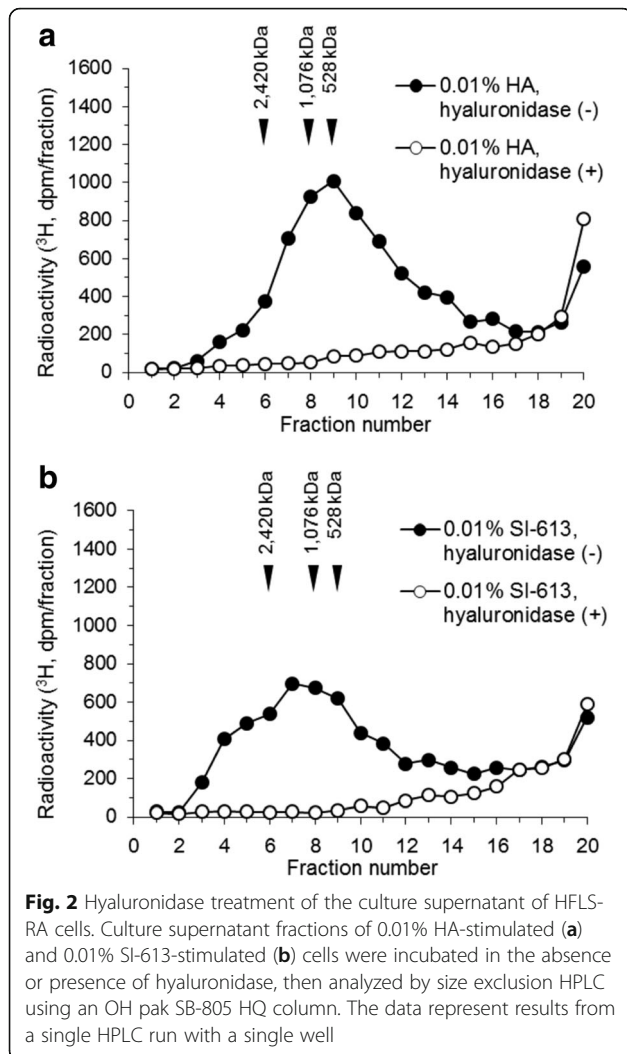 a
2,420 kDa
1,076 kDa
528 kDa
1600
1400
1200
1000
800
600
400
200
0
Radioactivity (³H, dpm/fraction)
0.01% HA,
hyaluronidase (-)
0.01% HA,
hyaluronidase (+)
0 2 4 6 8 10 12 14 16 18 20
Fraction number
b
2,420 kDa
1,076 kDa
528 kDa
1600
1400
1200
1000
800
600
400
200
0
Radioactivity (³H, dpm/fraction)
0.01% SI-613,
hyaluronidase (-)
0.01% SI-613,
hyaluronidase (+)
0 2 4 6 8 10 12 14 16 18 20
Fraction number
Fig. 2 Hyaluronidase treatment of the culture supernatant of HFLS-
RA cells. Culture supernatant fractions of 0.01% HA-stimulated (a)
and 0.01% SI-613-stimulated (b) cells were incubated in the absence
or presence of hyaluronidase, then analyzed by size exclusion HPLC
using an OH pak SB-805 HQ column. The data represent results from
a single HPLC run with a single well